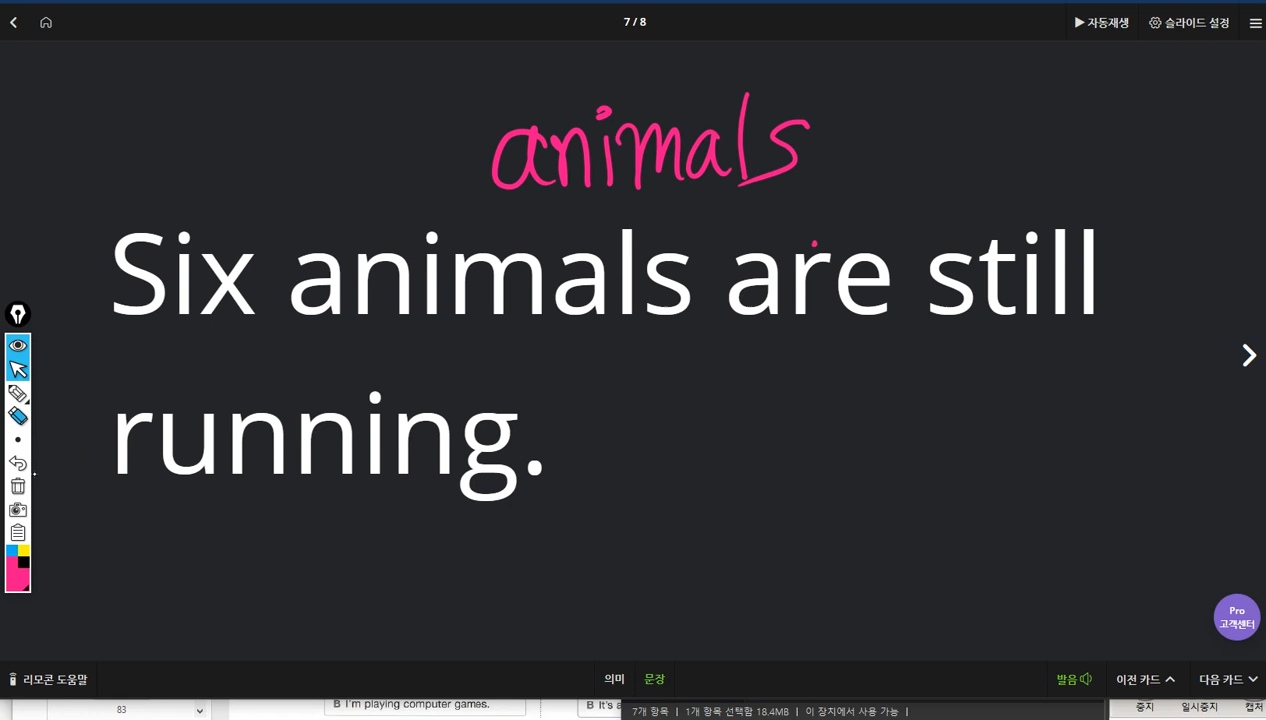 7 / 8
자동재생
슬라이드 설정
animals
Six animals are still
running.
Pro
고객센터
리모콘 도움말
의미
문장
발음
이전 카드
다음 카드
83
B I'm playing computer games.
B It's a
7개 항목 | 1개 항목 선택함 18.4MB | 이 장치에서 사용 가능 |
중지
일시중지
캡처